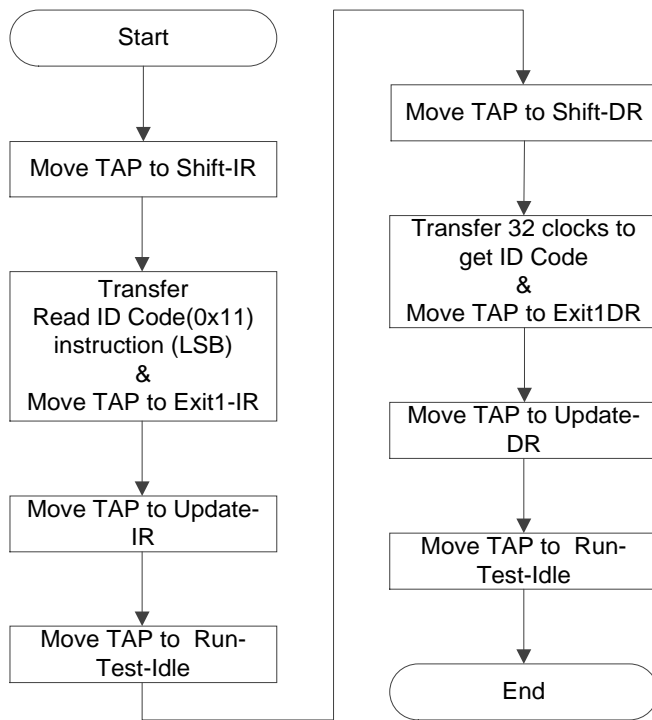 Start
Move TAP to Shift-IR
Transfer
Read ID Code(0x11)
instruction (LSB)
&
Move TAP to Exit1-IR
Move TAP to Update-
IR
Move TAP to  Run-
Test-Idle
Move TAP to Shift-DR
Transfer 32 clocks to
get ID Code
&
Move TAP to Exit1DR
Move TAP to Update-
DR
Move TAP to  Run-
Test-Idle
End